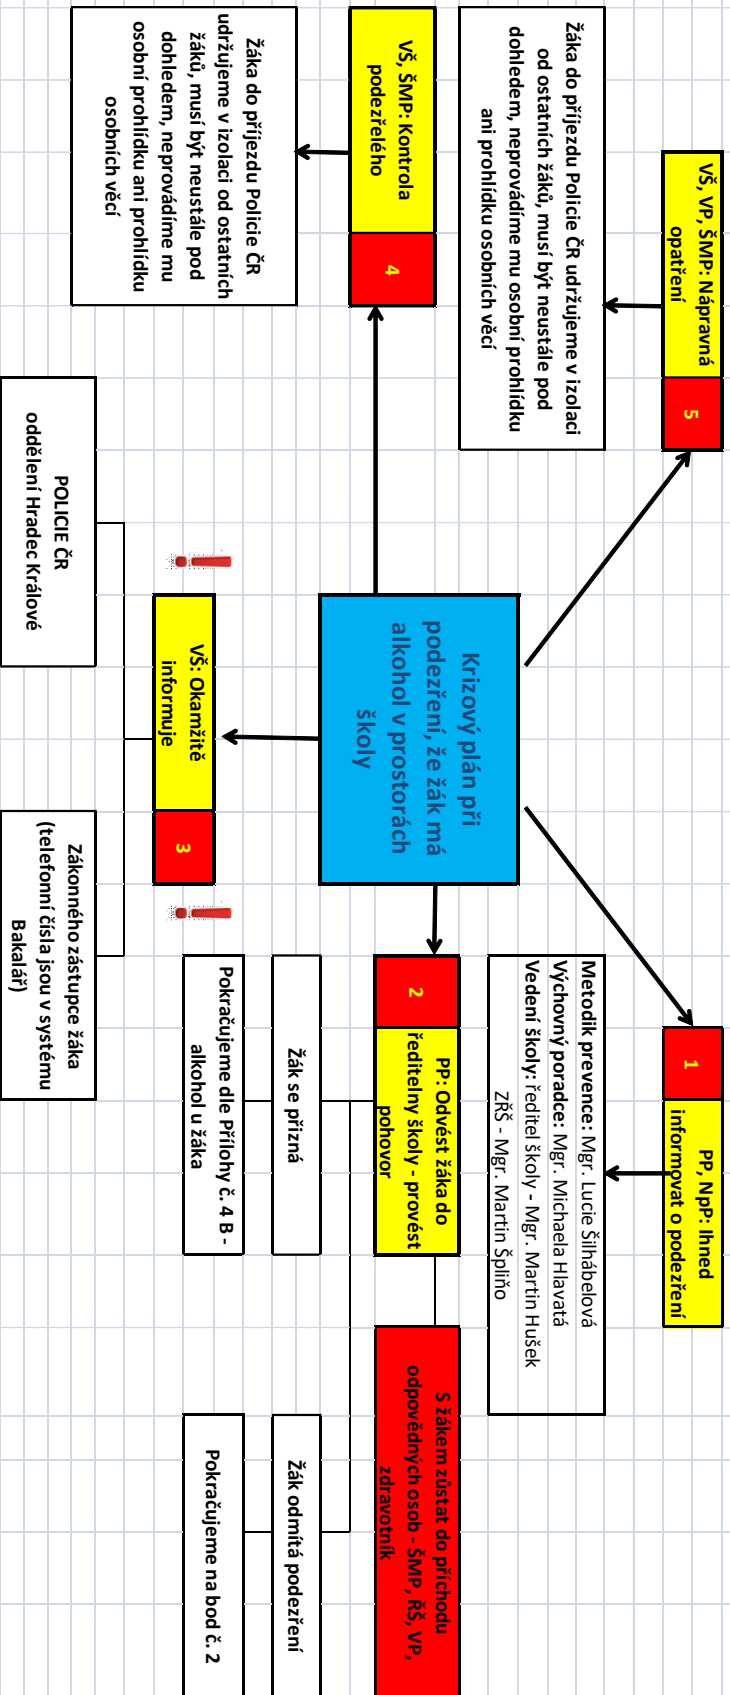 VŠ, VP, ŠMP: Nápravná
opatření
5
Žáka do příjezdu Policie ČR udržujeme v izolaci
od ostatních žáků, musí být neustále pod
dohledem, neprovádíme mu osobní prohlídku
ani prohlídku osobních věcí
1
PP, NpP: Ihned
informovat o podezření
Metodik prevence: Mgr. Lucie Šilhábelová
Výchovný poradce: Mgr. Michaela Hlavatá
Vedení školy: ředitel školy - Mgr. Martin Hušek
ZŘŠ - Mgr. Martin Špliňo
Krizový plán při
podezření, že žák má
alkohol v prostorách
školy
VŠ, ŠMP: Kontrola
podezřelého
4
Žáka do příjezdu Policie ČR
udržujeme v izolaci od ostatních
žáků, musí být neustále pod
dohledem, neprovádíme mu
osobní prohlídku ani prohlídku
osobních věcí
2
PP: Odvést žáka do
ředitelny školy - provést
pohovor
S žákem zůstat do příchodu
odpovědných osob - ŠMP, ŘŠ, VP,
zdravotník
Žák se přizná
Žák odmítá podezření
Pokračujeme dle Přílohy č. 4 B -
alkohol u žáka
Pokračujeme na bod č. 2
VŠ: Okamžitě
informuje
3
POLICIE ČR
oddělení Hradec Králové
Zákonného zástupce žáka
(telefonní čísla jsou v systému
Bakalář)